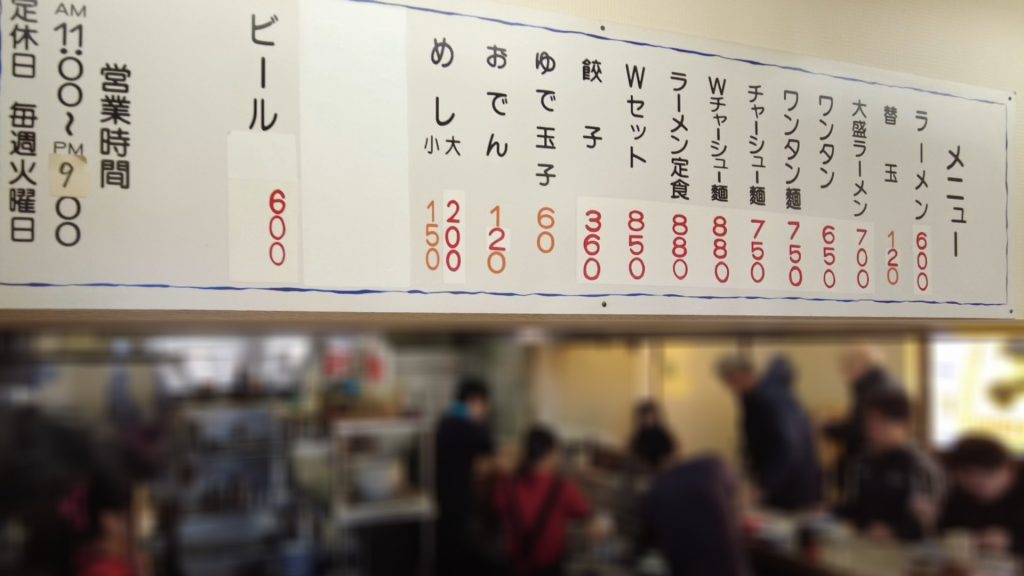 メニュー
ラーメン 600
替玉 120
大盛ラーメン 700
ワンタン 650
ワンタン麺 750
チャーシュー麺 750
Wチャーシュー麺 880
ラーメン定食 880
Wセット 850
餃子 360
ゆで玉子 60
おでん 120
めし 大 200
小 150
ビール 600
営業時間
AM 11:00~PM 9:00
定休日 毎週火曜日